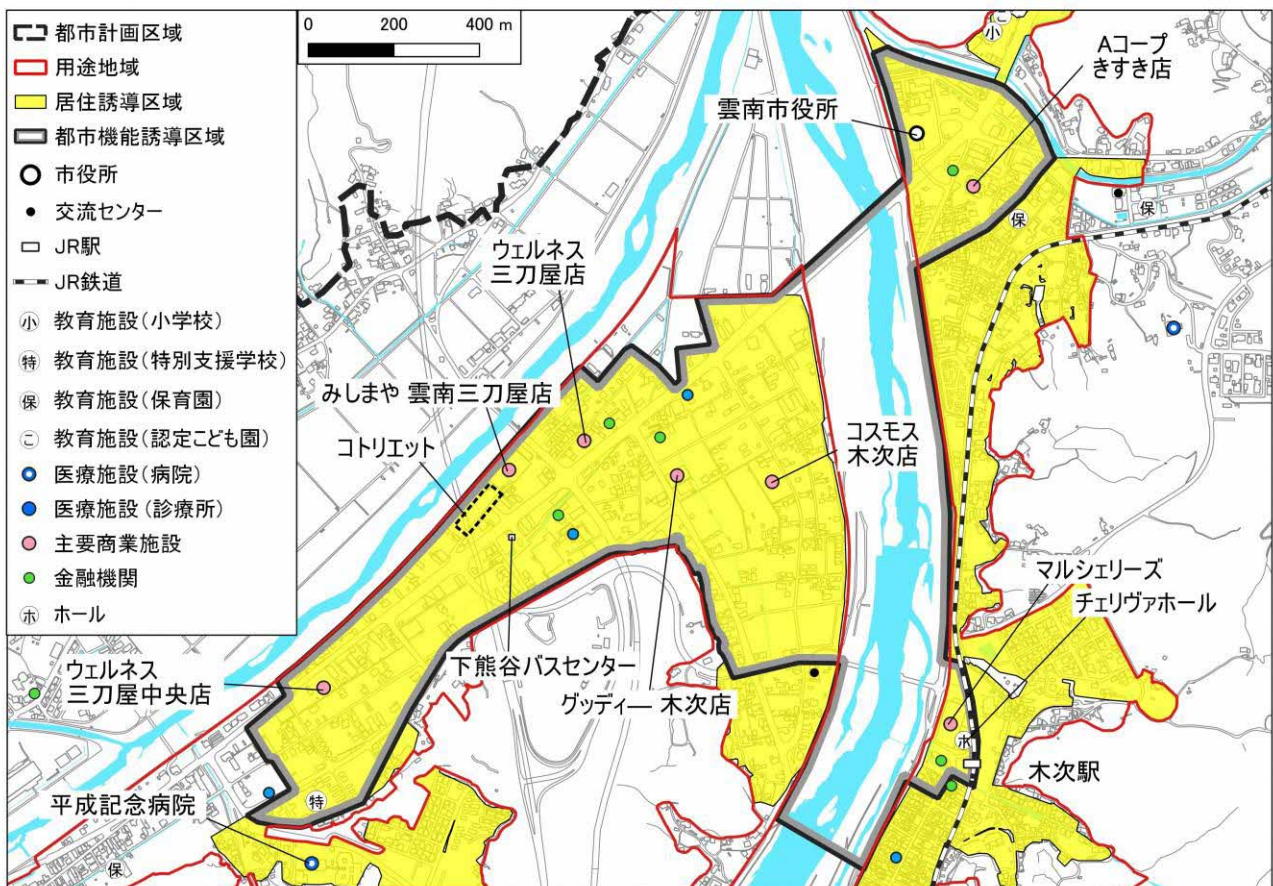 都市計画区域
用途地域
居住誘導区域
都市機能誘導区域
市役所
交流センター
JR駅
JR鉄道
小 教育施設(小学校)
特 教育施設(特別支援学校)
保 教育施設(保育園)
こ 教育施設(認定こども園)
医療施設(病院)
医療施設(診療所)
主要商業施設
金融機関
ホ ホール
0 200 400 m
こ
小
Aコープ
きすき店
雲南市役所
保
保
ウェルネス
三刀屋店
みしまや 雲南三刀屋店
コトリエット
コスモス
木次店
マルシェリーズ
チェリヴァホール
下熊谷バスセンター
グッディー 木次店
ウェルネス
三刀屋中央店
ホ
木次駅
特
平成記念病院
保